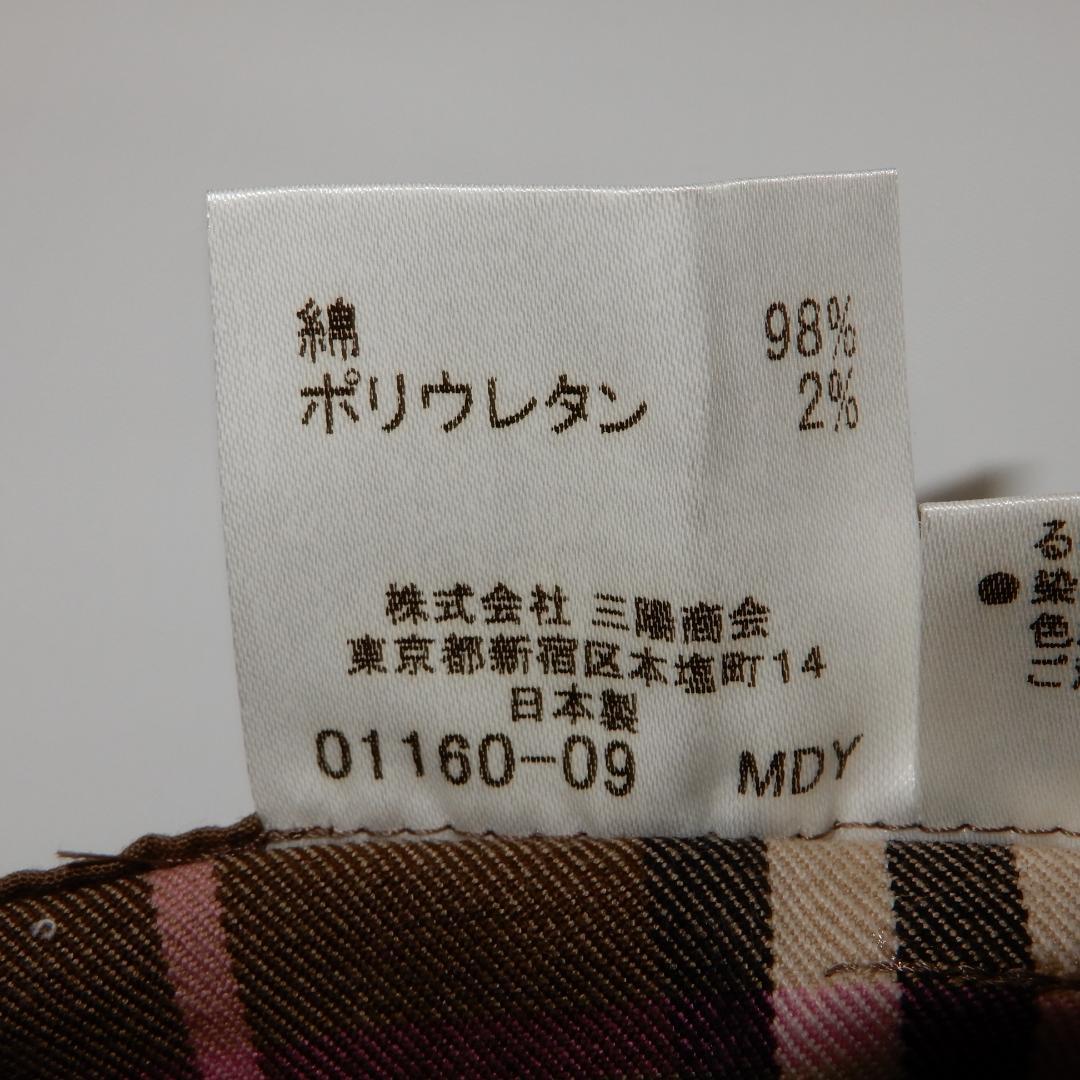 綿 98%
ポリウレタン 2%
株式会社 三陽商会
東京都新宿区本塩町14
日本製
01160-09 MDY
る
●染
色